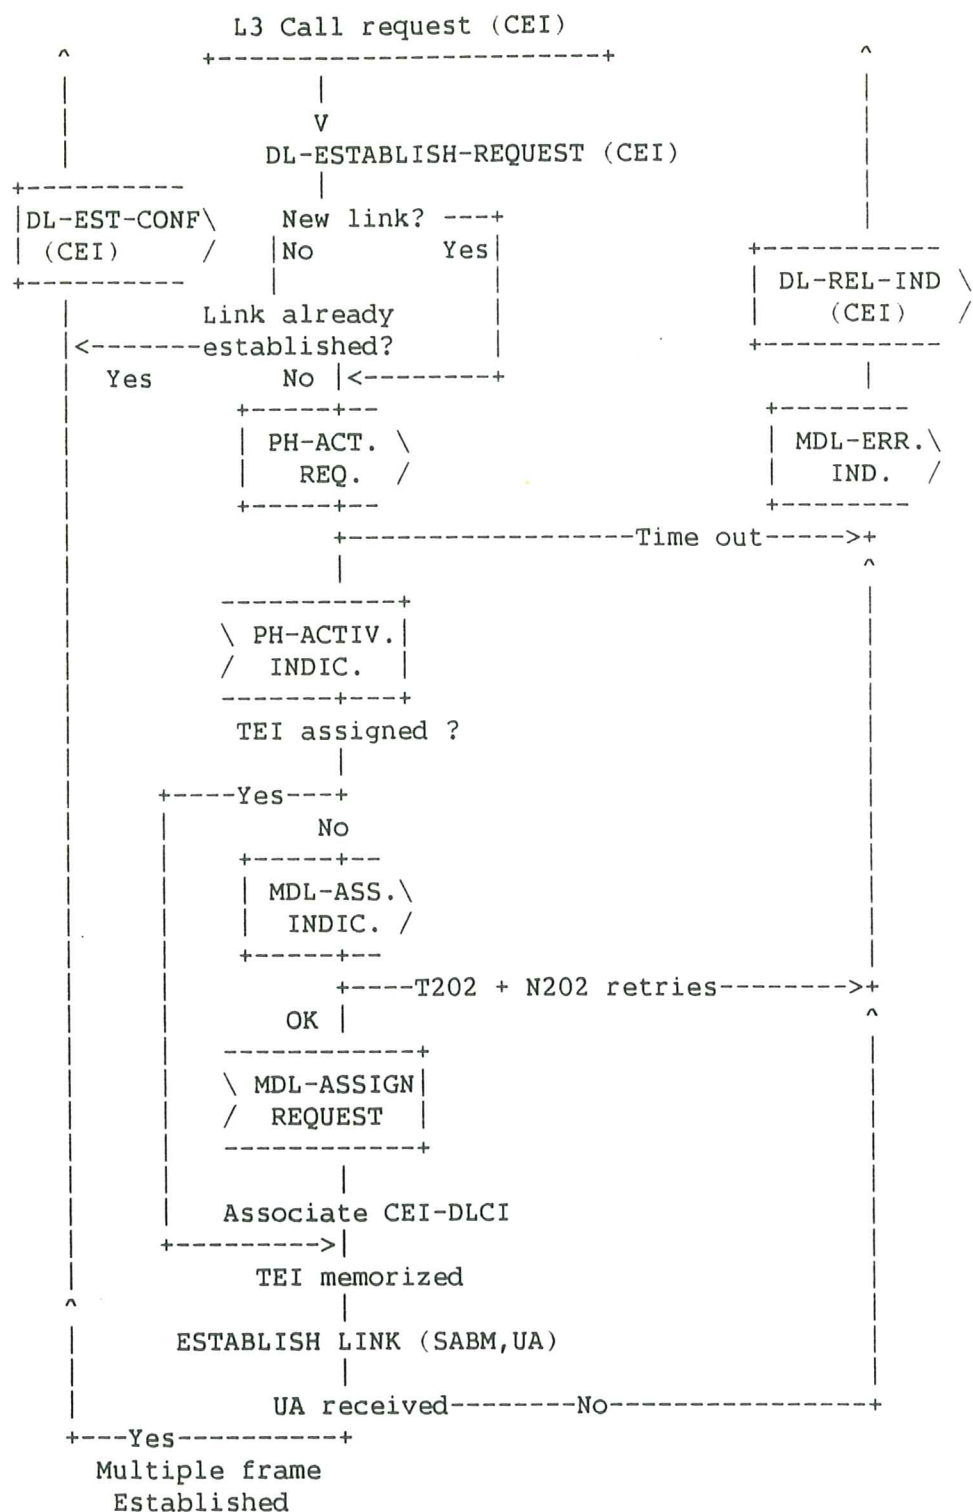 L3 Call request (CEI)
DL-ESTABLISH-REQUEST (CEI)
DL-EST-CONF
(CEI)
New link?
No Yes
DL-REL-IND
(CEI)
Link already
established?
Yes No
PH-ACT.
REQ.
MDL-ERR.
IND.
Time out
PH-ACTIV.
INDIC.
TEI assigned ?
Yes
No
MDL-ASS.
INDIC.
T202 + N202 retries
OK
MDL-ASSIGN
REQUEST
Associate CEI-DLCI
TEI memorized
ESTABLISH LINK (SABM,UA)
UA received No
Yes
Multiple frame
Established